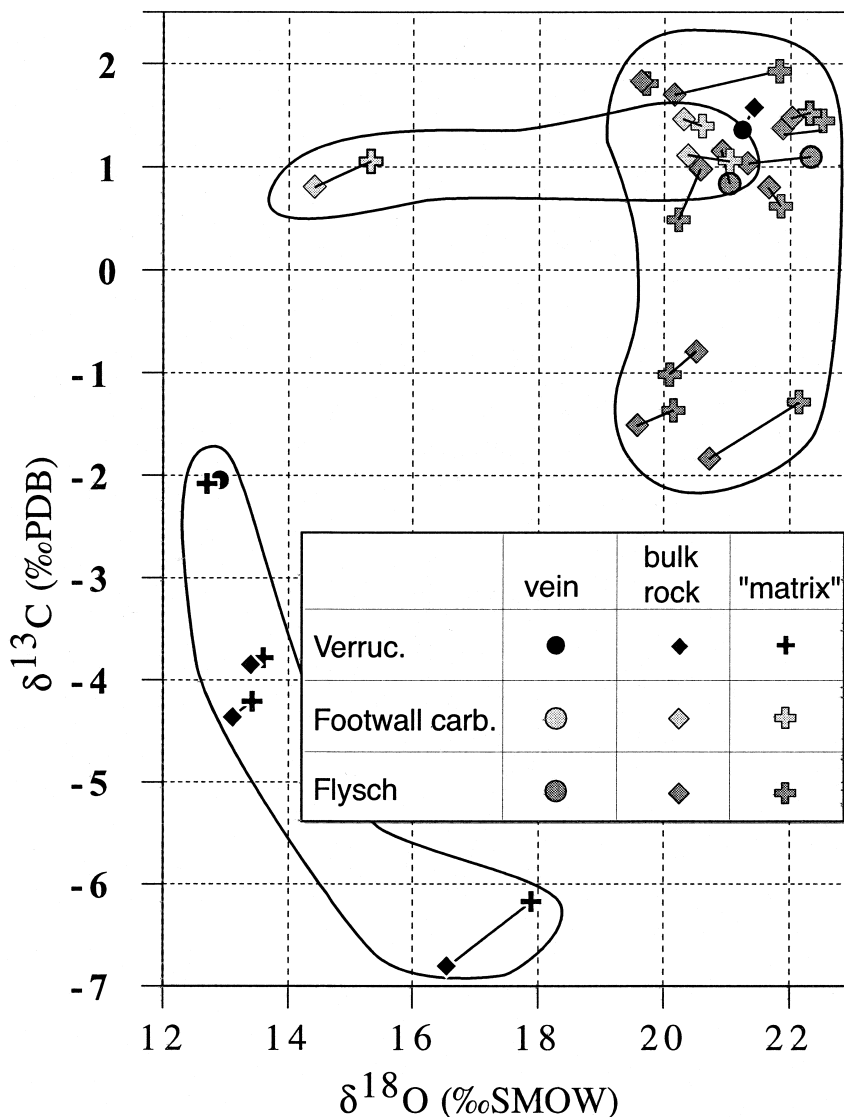 2
1
0
-1
-2
-3
-4
-5
-6
-7
δ13C (‰PDB)
vein
bulk
rock
"matrix"
Verruc.
Footwall carb.
Flysch
12 14 16 18 20 22
δ18O (‰SMOW)